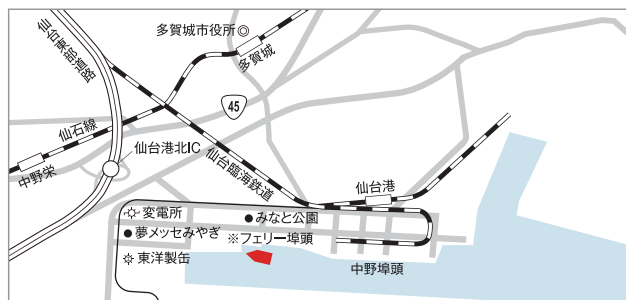 多賀城市役所
多賀城
仙台東部道路
45
仙石線
仙台港北IC
中野栄
仙台臨海鉄道
仙台港
変電所
みなと公園
夢メッセみやぎ
※フェリー埠頭
東洋製缶
中野埠頭